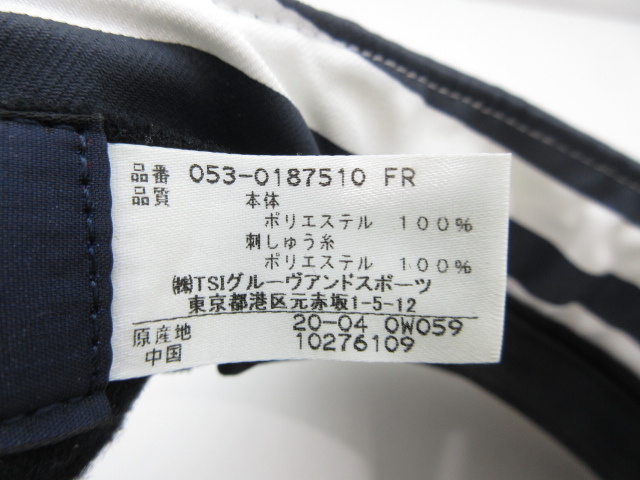 品番 053-0187510 FR
品質 本体
ポリエステル 100%
刺しゅう糸
ポリエステル 100%
㈱TSIグルーヴアンドスポーツ
東京都港区元赤坂1-5-12
20-04 0W059
原産地 10276109
中国